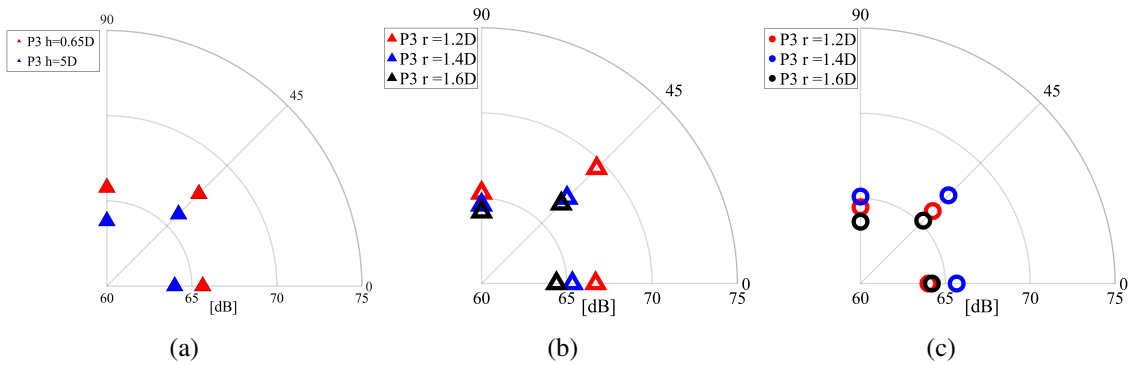 90
P3 h=0.65D
P3 h=5D
45
0
60
65
70
75
[dB]
(a)
90
P3 r =1.2D
P3 r =1.4D
P3 r =1.6D
45
0
60
65
70
75
[dB]
(b)
90
P3 r =1.2D
P3 r =1.4D
P3 r =1.6D
45
0
60
65
70
75
[dB]
(c)